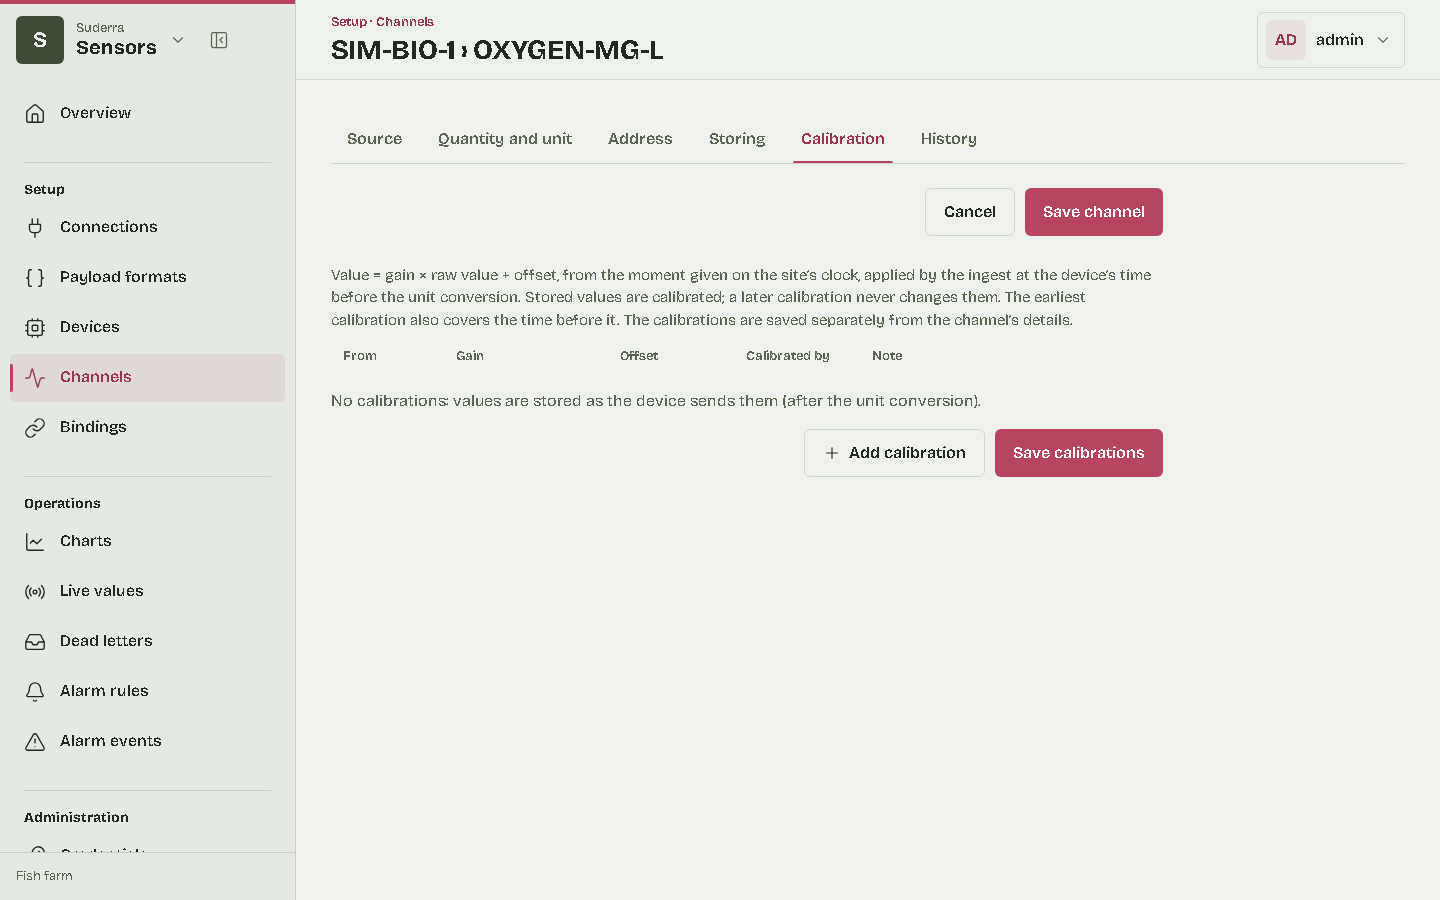 S
Suderra
Sensors
Overview
Setup
Connections
Payload formats
Devices
Channels
Bindings
Operations
Charts
Live values
Dead letters
Alarm rules
Alarm events
Administration
Fish farm
Setup · Channels
SIM-BIO-1 › OXYGEN-MG-L
AD
admin
Source
Quantity and unit
Address
Storing
Calibration
History
Cancel
Save channel
Value = gain × raw value + offset, from the moment given on the site’s clock, applied by the ingest at the device’s time
before the unit conversion. Stored values are calibrated; a later calibration never changes them. The earliest
calibration also covers the time before it. The calibrations are saved separately from the channel’s details.
From
Gain
Offset
Calibrated by
Note
No calibrations: values are stored as the device sends them (after the unit conversion).
Add calibration
Save calibrations